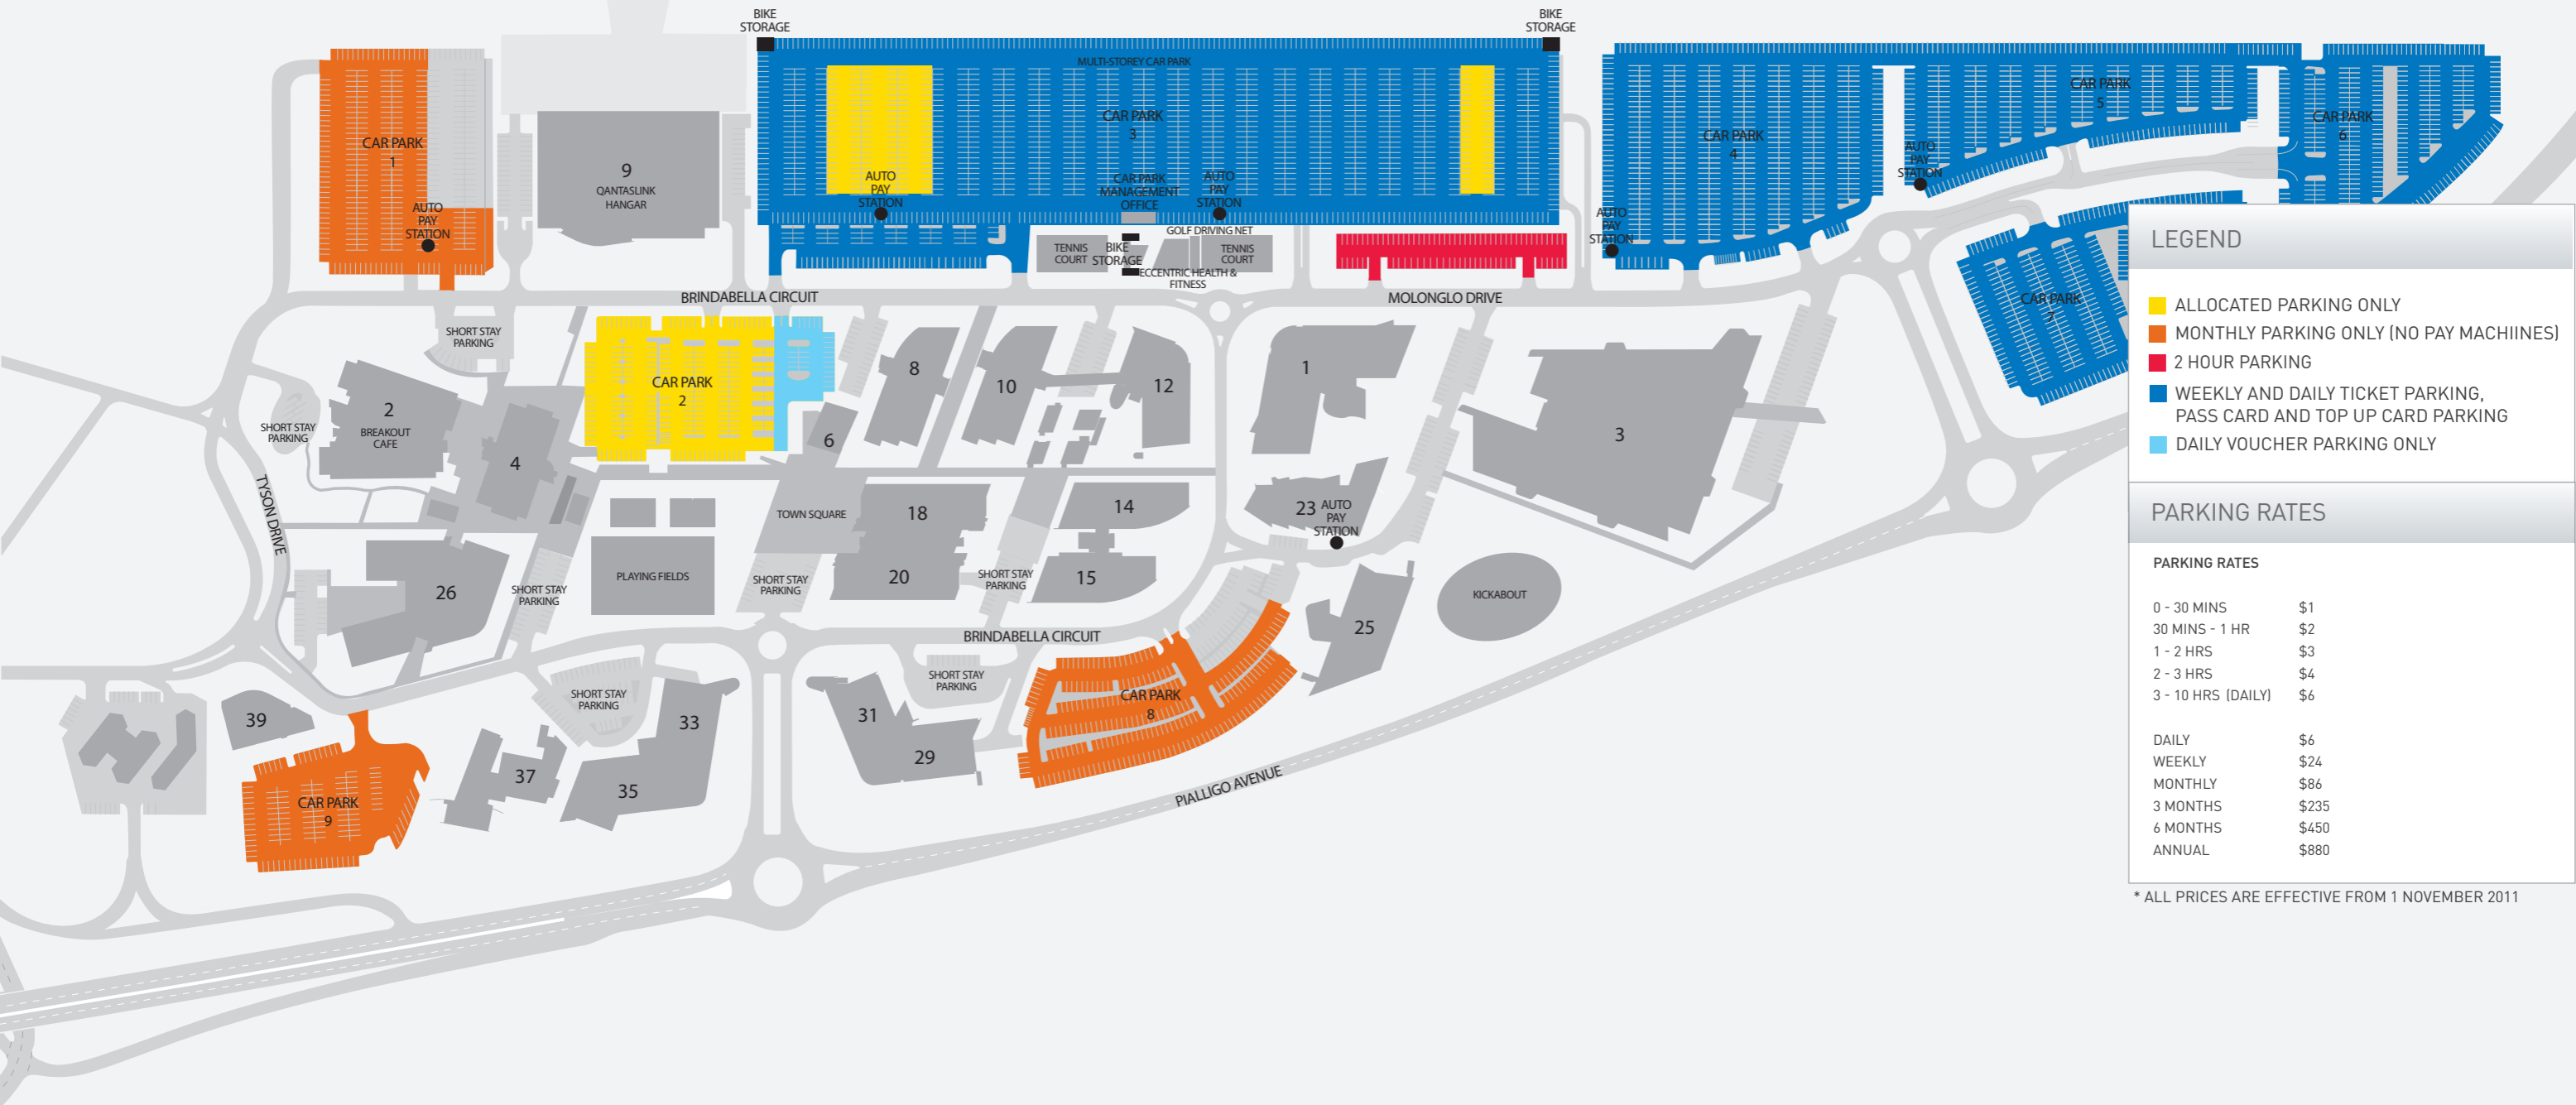 BIKE
STORAGE
BIKE
STORAGE
MULTI-STOREY CAR PARK
CAR PARK
1
AUTO
PAY
STATION
9
QANTASLINK
HANGAR
CAR PARK
3
AUTO
PAY
STATION
CAR PARK
MANAGEMENT
OFFICE
AUTO
PAY
STATION
CAR PARK
4
AUTO
PAY
STATION
CAR PARK
5
AUTO
PAY
STATION
CAR PARK
6
CAR PARK
7
TENNIS
COURT
BIKE
STORAGE
GOLF DRIVING NET
TENNIS
COURT
ECCENTRIC HEALTH &
FITNESS
BRINDABELLA CIRCUIT
MOLONGLO DRIVE
SHORT STAY
PARKING
CAR PARK
2
8
10
12
1
3
2
BREAKOUT
CAFE
SHORT STAY
PARKING
4
6
TYSON DRIVE
TOWN SQUARE
18
14
23
AUTO
PAY
STATION
26
SHORT STAY
PARKING
PLAYING FIELDS
SHORT STAY
PARKING
20
SHORT STAY
PARKING
15
KICKABOUT
25
BRINDABELLA CIRCUIT
SHORT STAY
PARKING
SHORT STAY
PARKING
CAR PARK
8
39
33
31
29
37
35
CAR PARK
9
PIALLIGO AVENUE
LEGEND
ALLOCATED PARKING ONLY
MONTHLY PARKING ONLY (NO PAY MACHIINES)
2 HOUR PARKING
WEEKLY AND DAILY TICKET PARKING,
PASS CARD AND TOP UP CARD PARKING
DAILY VOUCHER PARKING ONLY
PARKING RATES
PARKING RATES
0 - 30 MINS $1
30 MINS - 1 HR $2
1 - 2 HRS $3
2 - 3 HRS $4
3 - 10 HRS (DAILY) $6
DAILY $6
WEEKLY $24
MONTHLY $86
3 MONTHS $235
6 MONTHS $450
ANNUAL $880
* ALL PRICES ARE EFFECTIVE FROM 1 NOVEMBER 2011